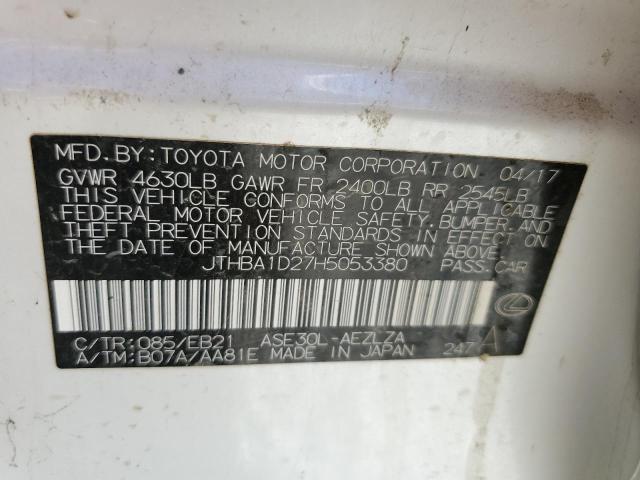 MFD.BY:TOYOTA MOTOR CORPORATION 04/17
GVWR 4630LB GAWR FR 2400LB RR 2545LB
THIS VEHICLE CONFORMS TO ALL APPLICABLE
FEDERAL MOTOR VEHICLE SAFETY, BUMPER, AND
THEFT PREVENTION STANDARDS IN EFFECT ON
THE DATE OF MANUFACTURE SHOWN ABOVE.
JTHBA1D27H5053380 PASS.CAR
C/TR:085/EB21 ASE30L-AEZLZA
A/TM:B07A/AA81E MADE IN JAPAN 247 A